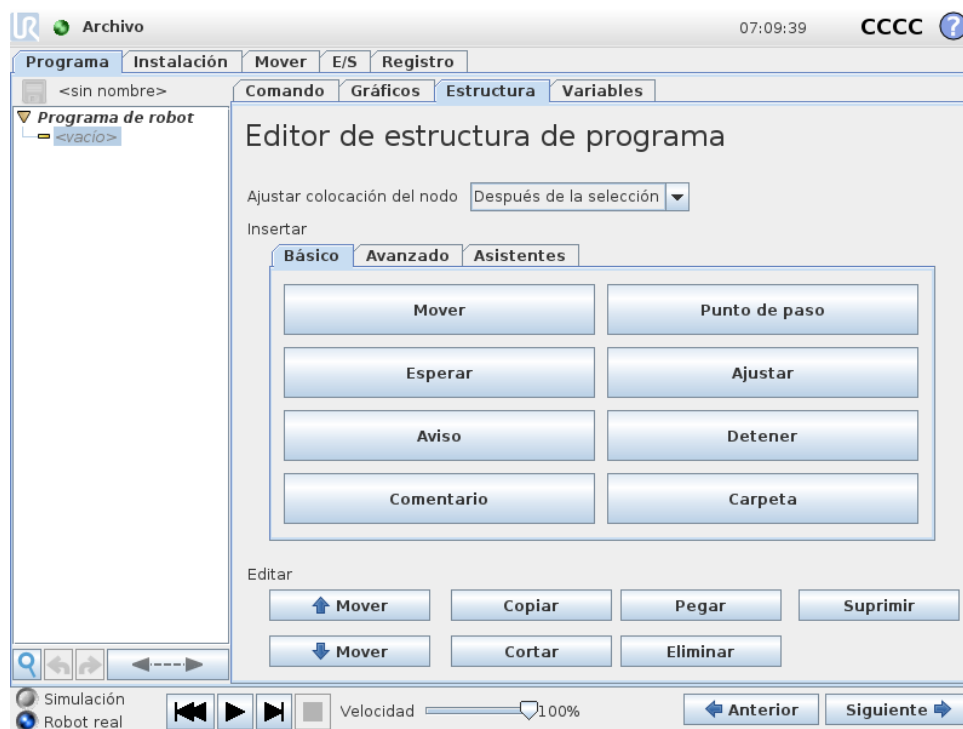 UR Archivo 07:09:39 CCCC ?
Programa Instalación Mover E/S Registro
<sin nombre> Comando Gráficos Estructura Variables
Programa de robot
<vacío>
Editor de estructura de programa
Ajustar colocación del nodo Después de la selección
Insertar
Básico Avanzado Asistentes
Mover Punto de paso
Esperar Ajustar
Aviso Detener
Comentario Carpeta
Editar
Mover Copiar Pegar Suprimir
Mover Cortar Eliminar
Simulación
Robot real
Velocidad 100% Anterior Siguiente